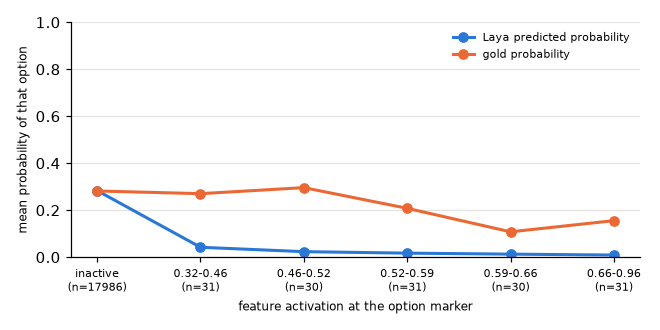 1.0
0.8
0.6
0.4
0.2
0.0
mean probability of that option
Laya predicted probability
gold probability
inactive
(n=17986)
0.32-0.46
(n=31)
0.46-0.52
(n=30)
0.52-0.59
(n=31)
0.59-0.66
(n=30)
0.66-0.96
(n=31)
feature activation at the option marker